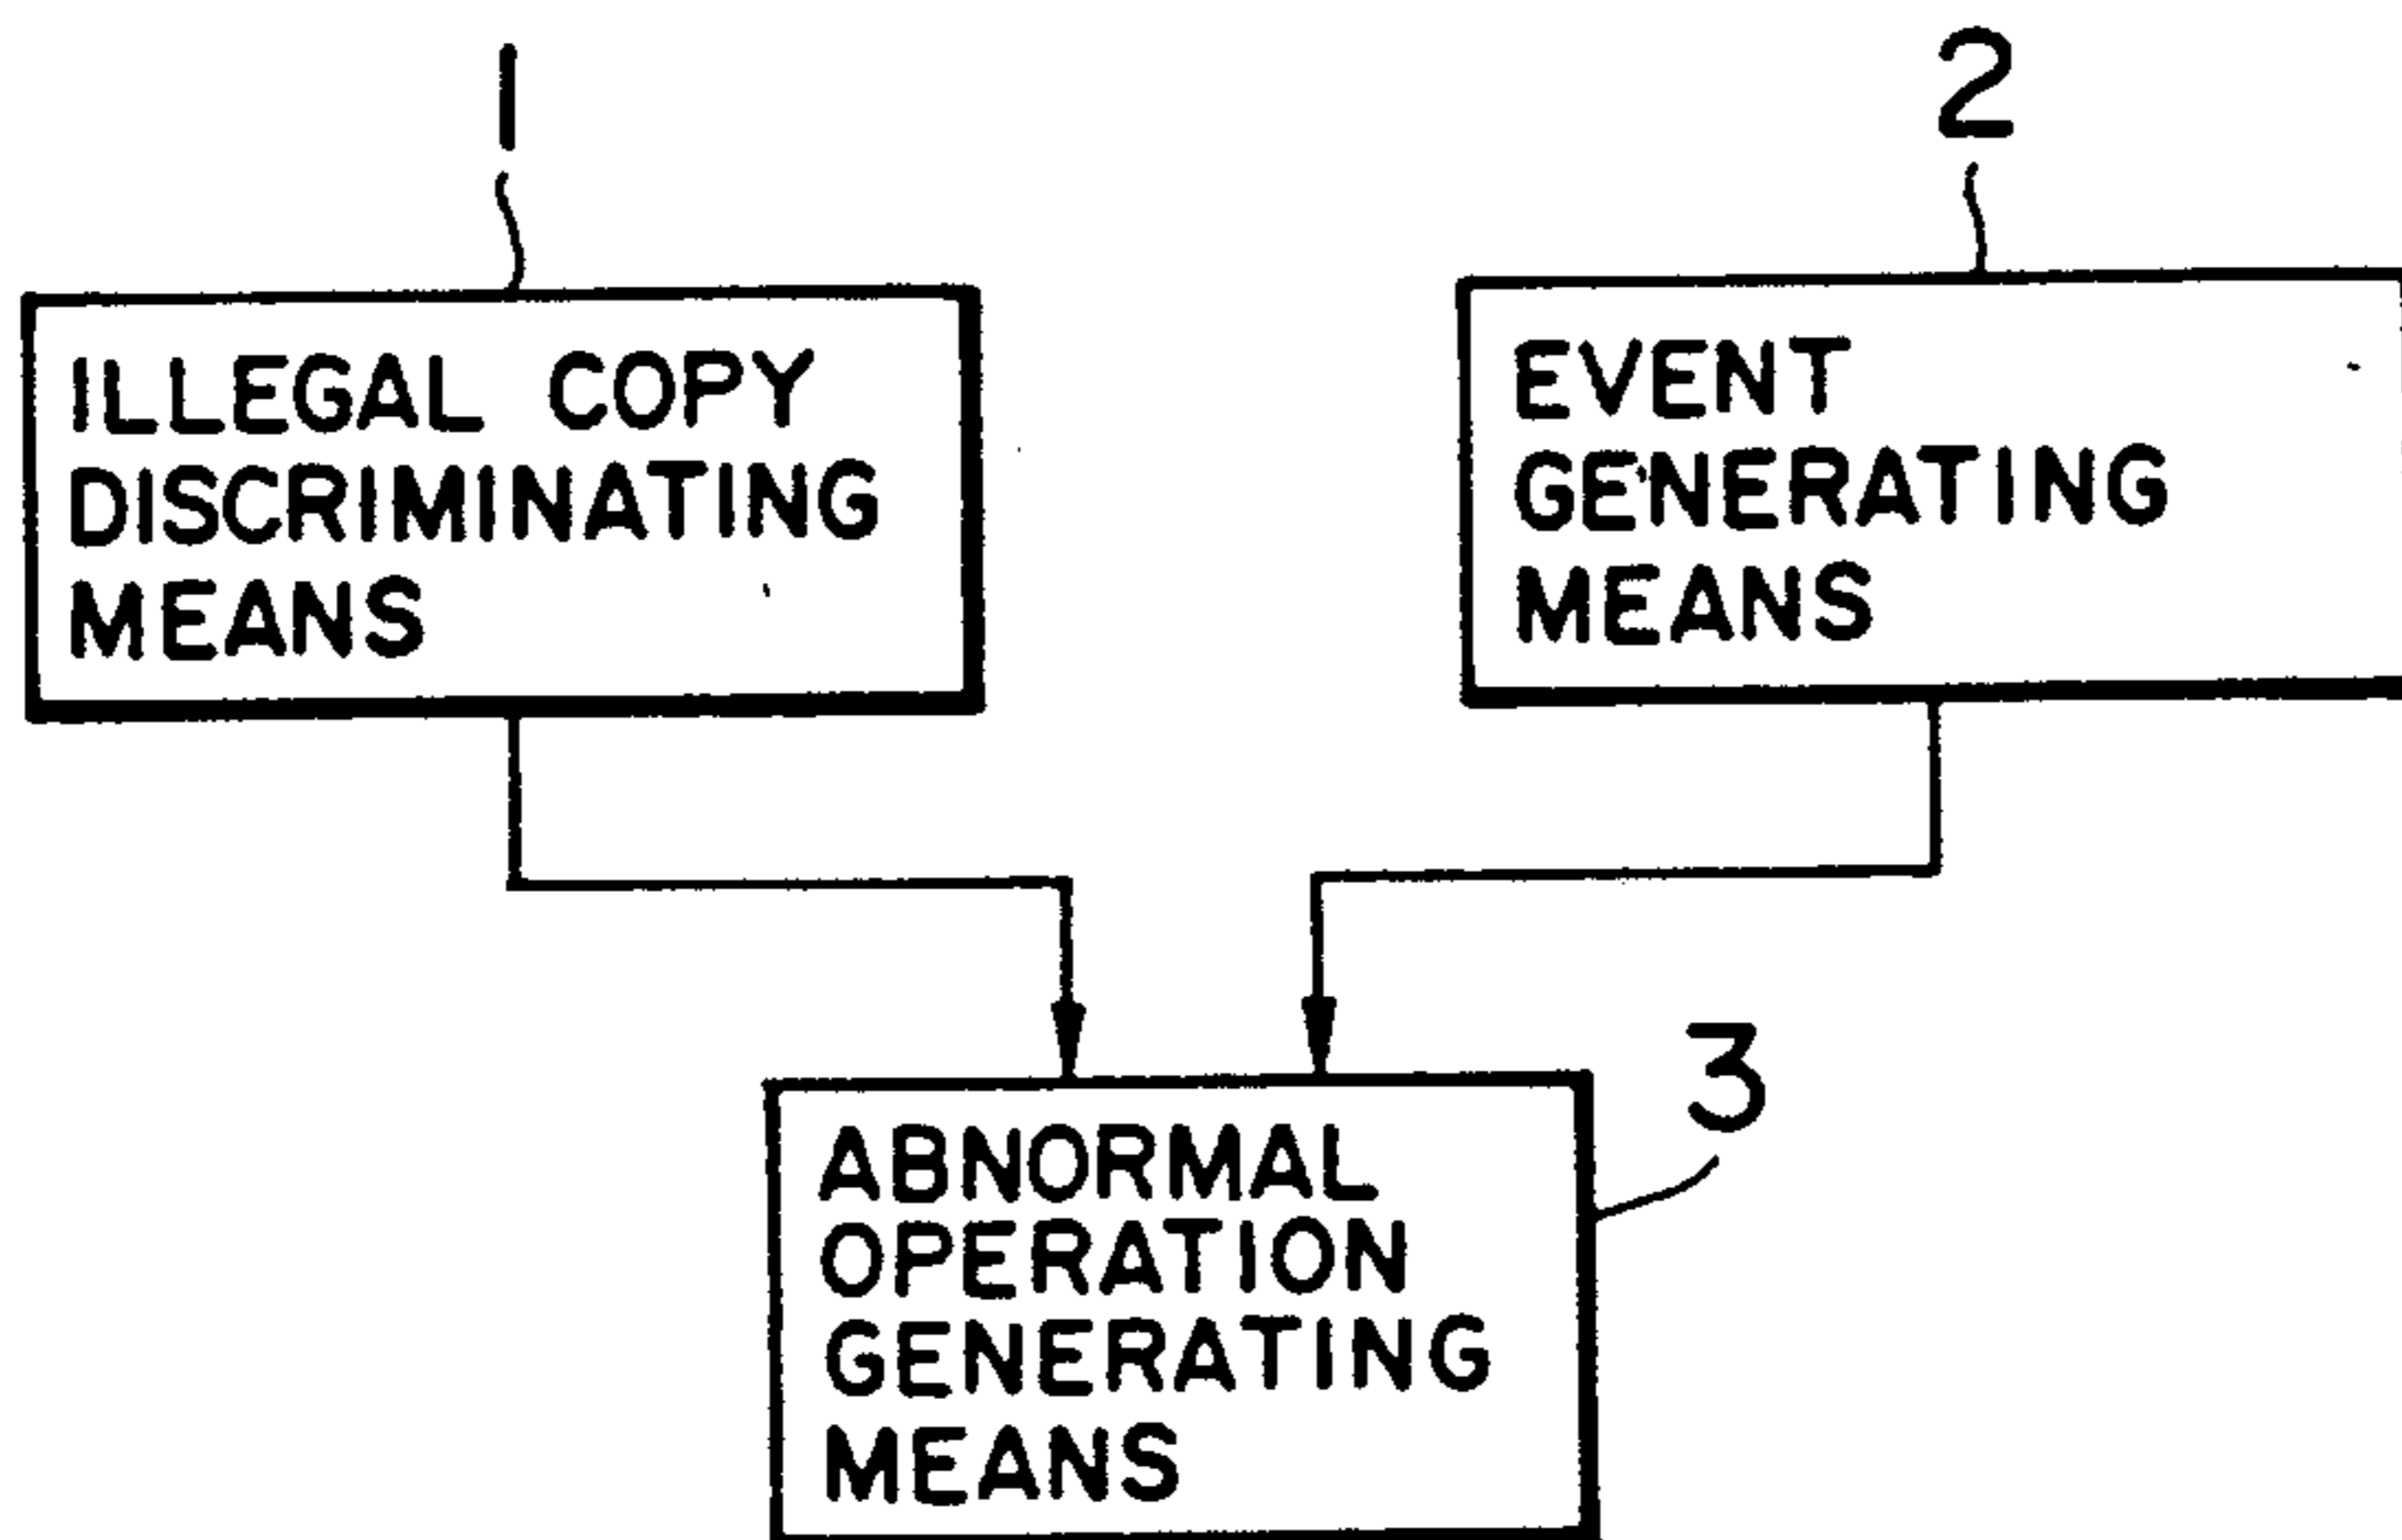 1
2
ILLEGAL COPY
DISCRIMINATING
MEANS
EVENT
GENERATING
MEANS
3
ABNORMAL
OPERATION
GENERATING
MEANS